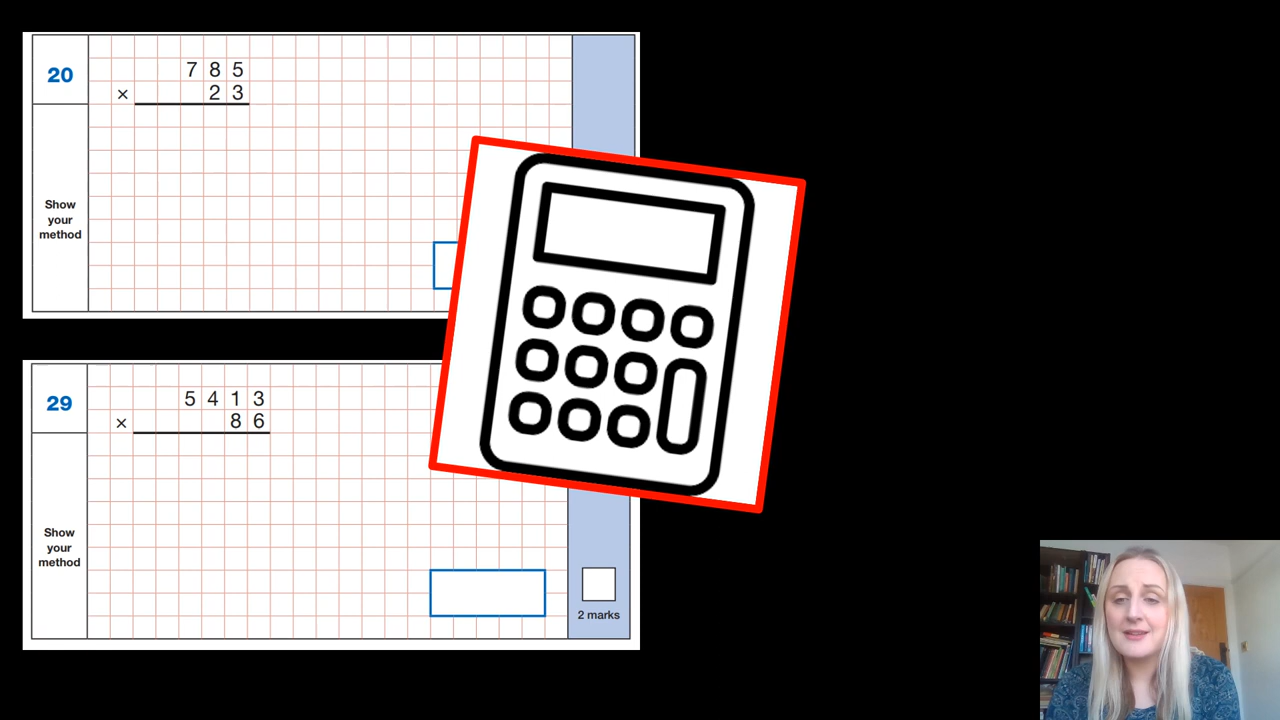 20
7 8 5
× 2 3
Show
your
method
29
5 4 1 3
× 8 6
Show
your
method
2 marks